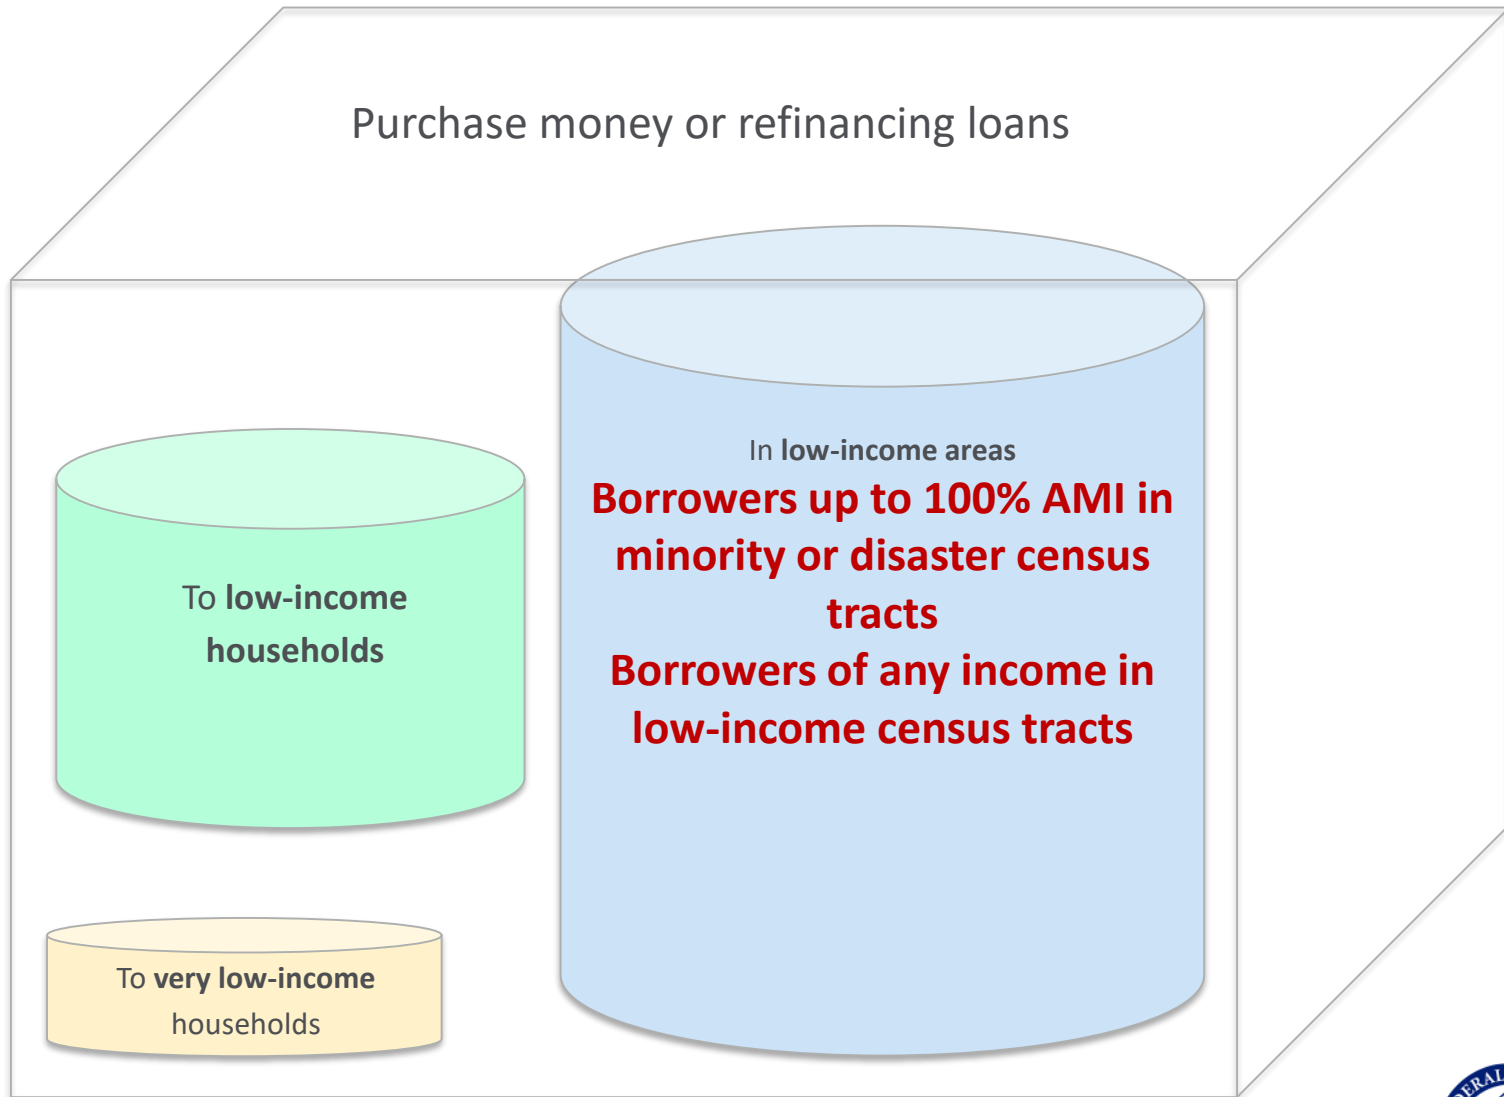 Purchase money or refinancing loans
In low-income areas
Borrowers up to 100% AMI in
minority or disaster census
tracts
Borrowers of any income in
low-income census tracts
To low-income
households
To very low-income
households